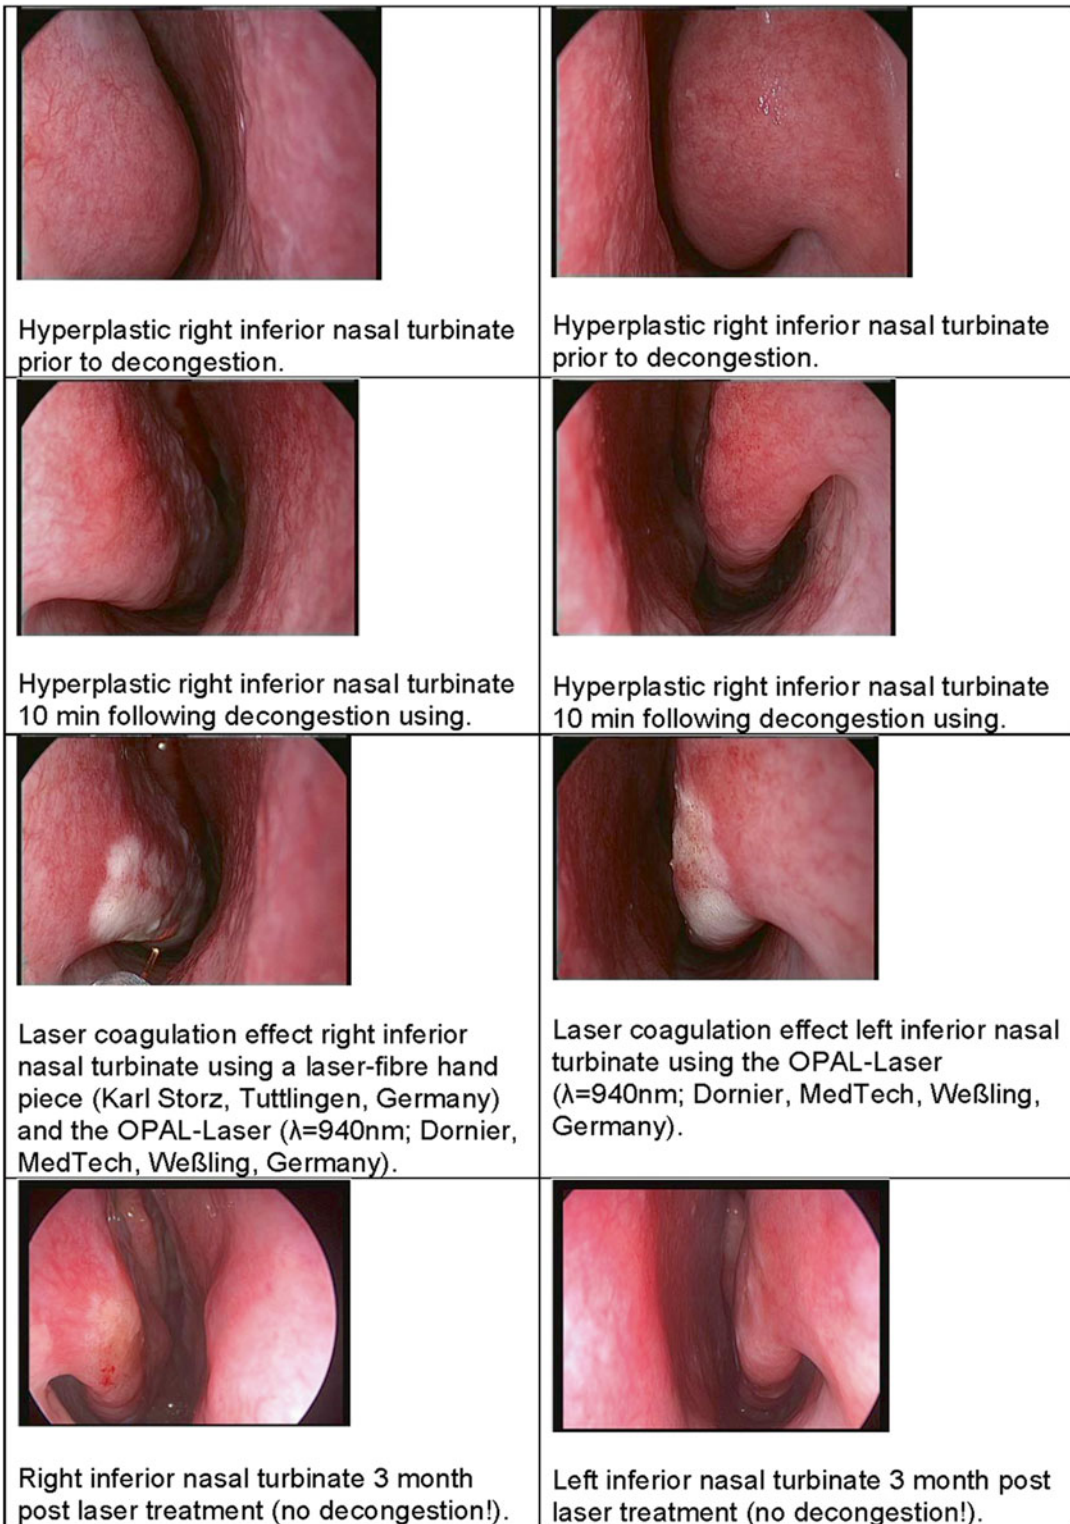 Hyperplastic right inferior nasal turbinate
prior to decongestion.
Hyperplastic right inferior nasal turbinate
prior to decongestion.
Hyperplastic right inferior nasal turbinate
10 min following decongestion using.
Hyperplastic right inferior nasal turbinate
10 min following decongestion using.
Laser coagulation effect right inferior
nasal turbinate using a laser-fibre hand
piece (Karl Storz, Tuttlingen, Germany)
and the OPAL-Laser (λ=940nm; Dornier,
MedTech, Weßling, Germany).
Laser coagulation effect left inferior nasal
turbinate using the OPAL-Laser
(λ=940nm; Dornier, MedTech, Weßling,
Germany).
Right inferior nasal turbinate 3 month
post laser treatment (no decongestion!).
Left inferior nasal turbinate 3 month post
laser treatment (no decongestion!).